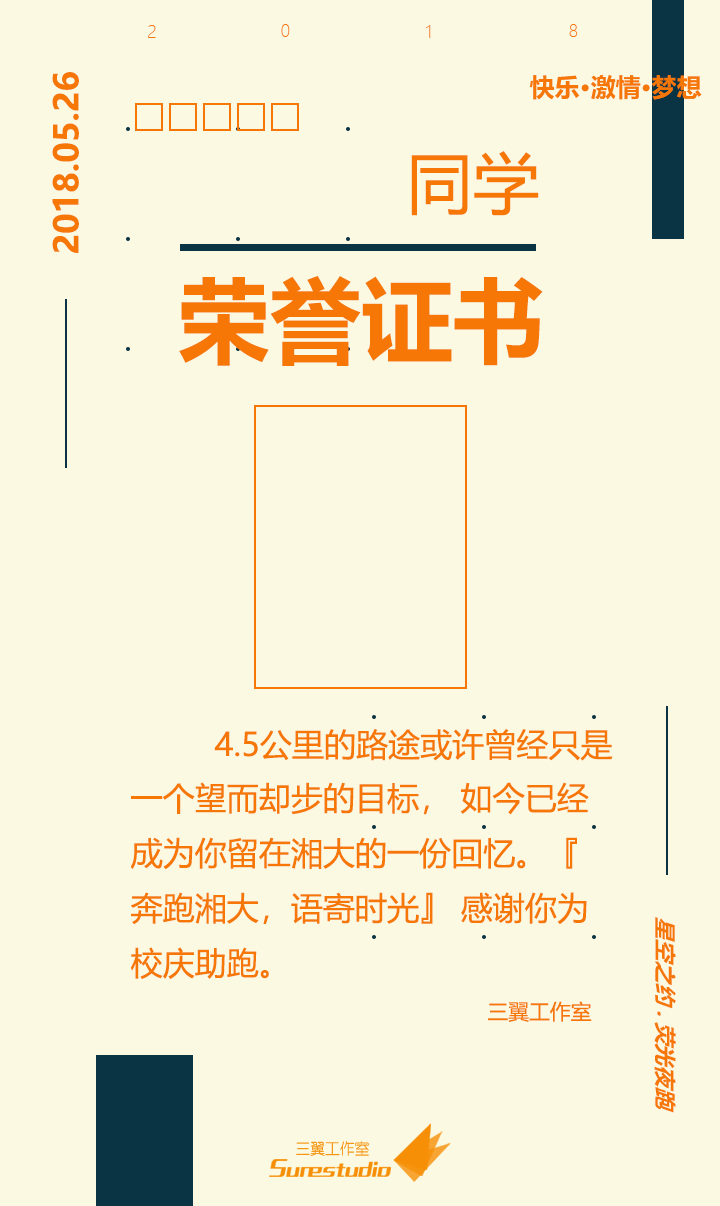 2 0 1 8
2018.05.26
快乐·激情·梦想
同学
荣誉证书
4.5公里的路途或许曾经只是
一个望而却步的目标， 如今已经
成为你留在湘大的一份回忆。 『
奔跑湘大，语寄时光』 感谢你为
校庆助跑。
三翼工作室
星空之约 . 荧光夜跑
三翼工作室
Surestudio